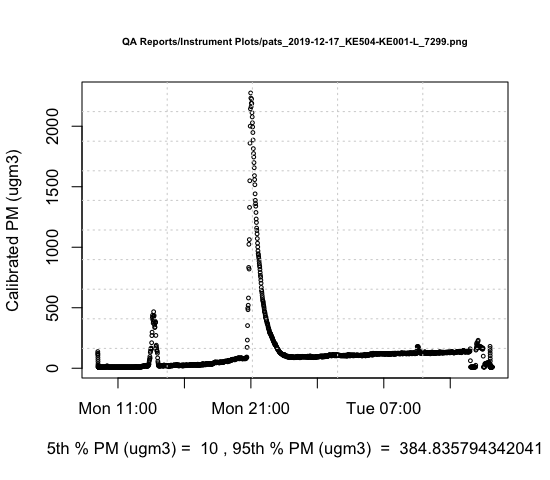 QA Reports/Instrument Plots/pats_2019-12-17_KE504-KE001-L_7299.png
Calibrated PM (ugm3)
2000
1500
1000
500
0
Mon 11:00 Mon 21:00 Tue 07:00
5th % PM (ugm3) = 10 , 95th % PM (ugm3) = 384.835794342041